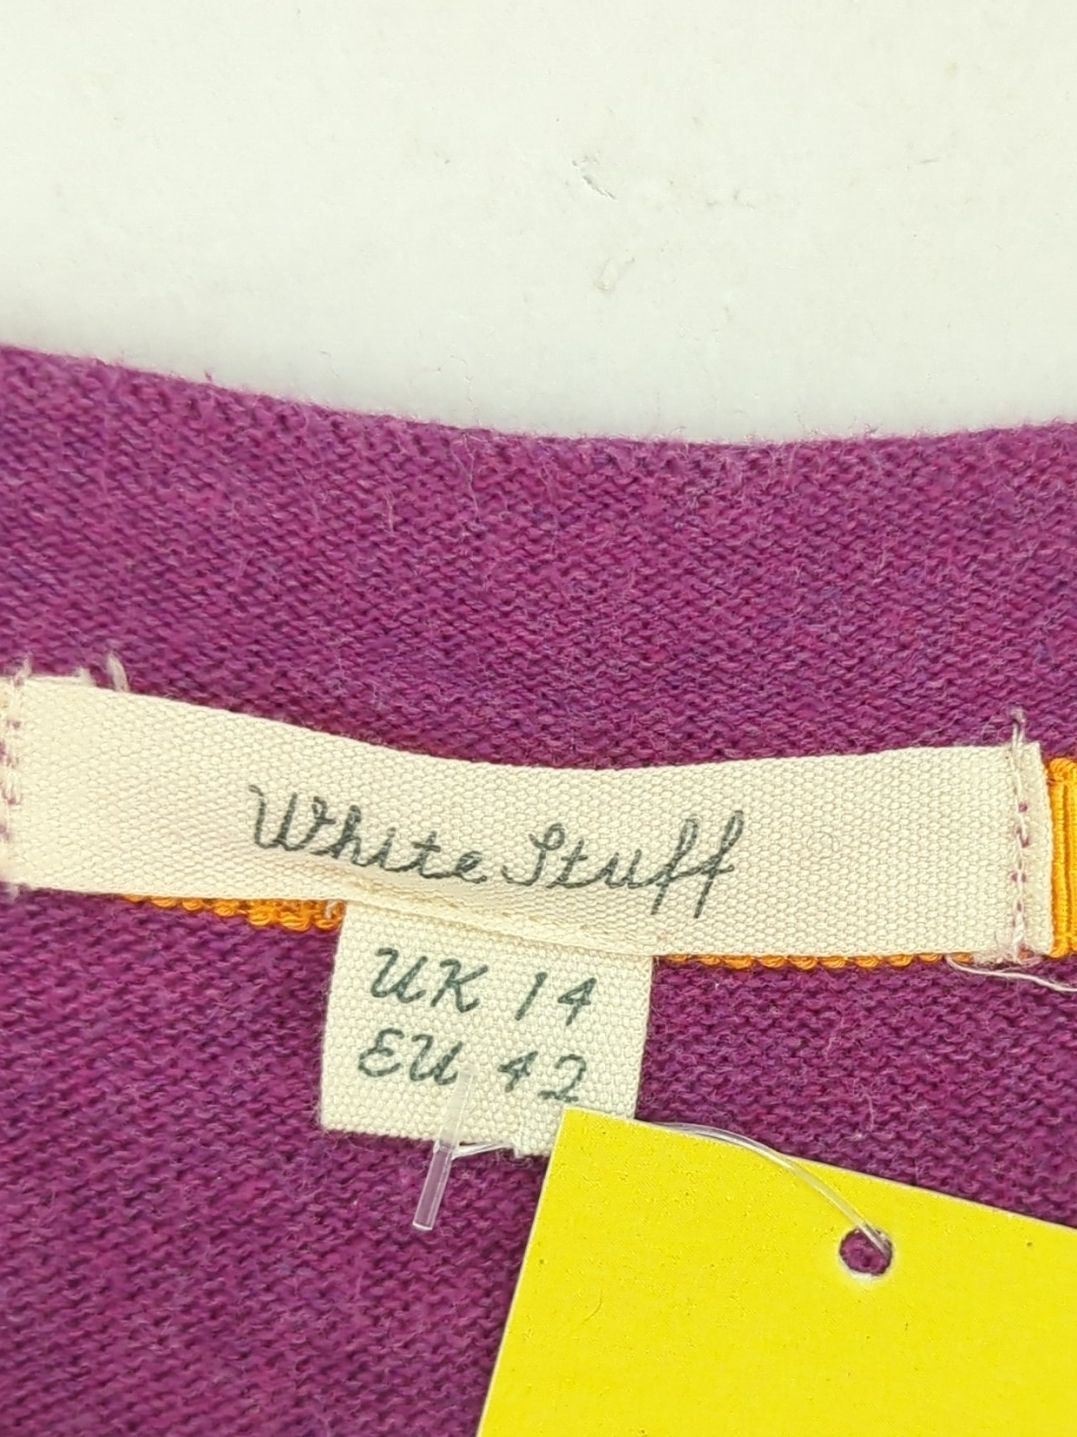 White Stuff
UK 14
EU 42